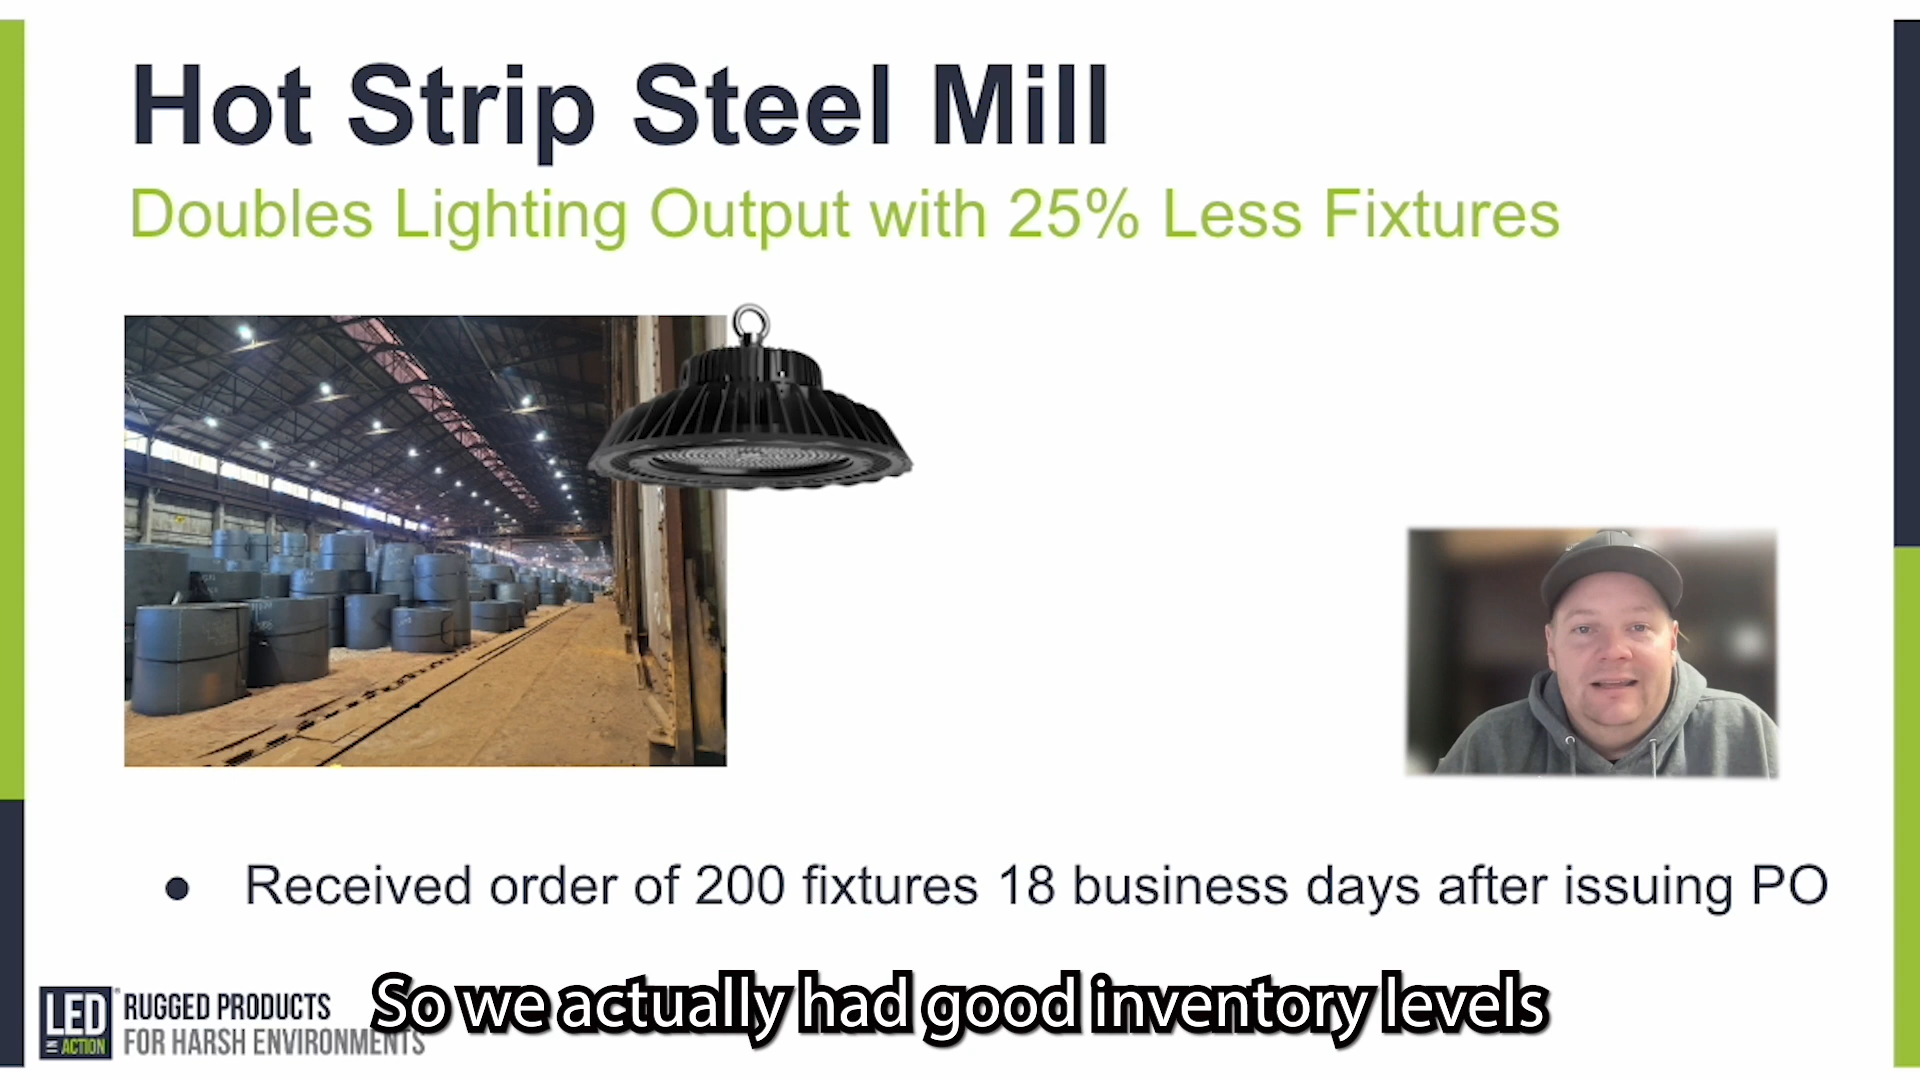 Hot Strip Steel Mill
Doubles Lighting Output with 25% Less Fixtures
● Received order of 200 fixtures 18 business days after issuing PO
LED
IN ACTION
RUGGED PRODUCTS
FOR HARSH ENVIRONMENTS
So we actually had good inventory levels